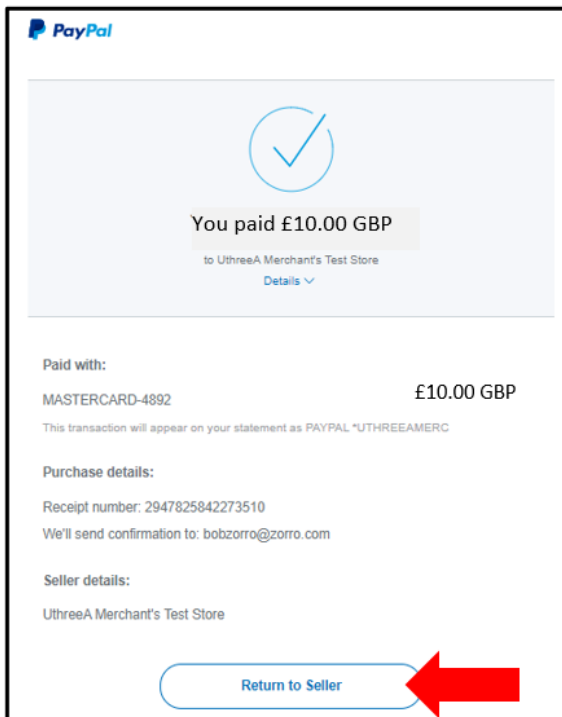 PayPal
You paid £10.00 GBP
to UthreeA Merchant's Test Store
Details
Paid with:
MASTERCARD-4892 £10.00 GBP
This transaction will appear on your statement as PAYPAL *UTHREEAMERC
Purchase details:
Receipt number: 2947825842273510
We'll send confirmation to: bobzorro@zorro.com
Seller details:
UthreeA Merchant's Test Store
Return to Seller